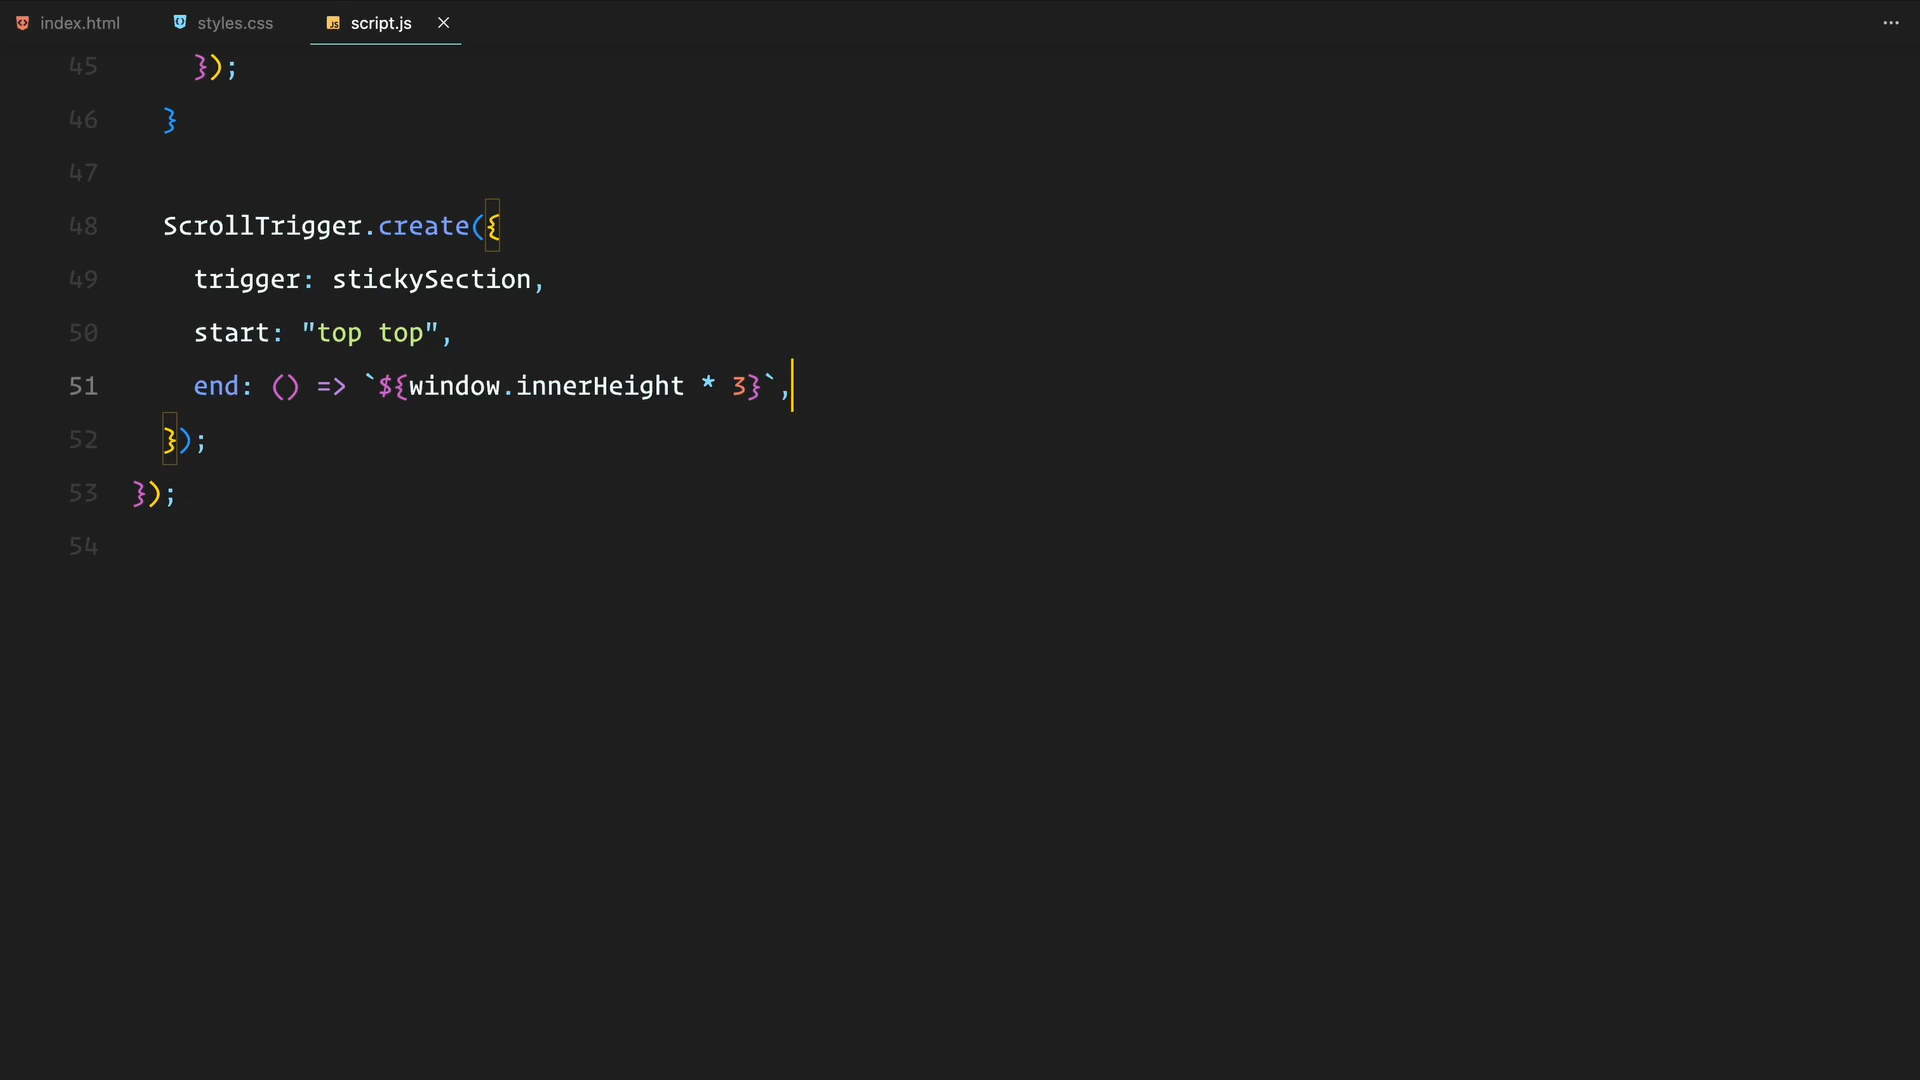 index.html styles.css script.js
45 });
46 }
47
48 ScrollTrigger.create({
49 trigger: stickySection,
50 start: "top top",
51 end: () => `${window.innerHeight * 3}`,
52 });
53 });
54